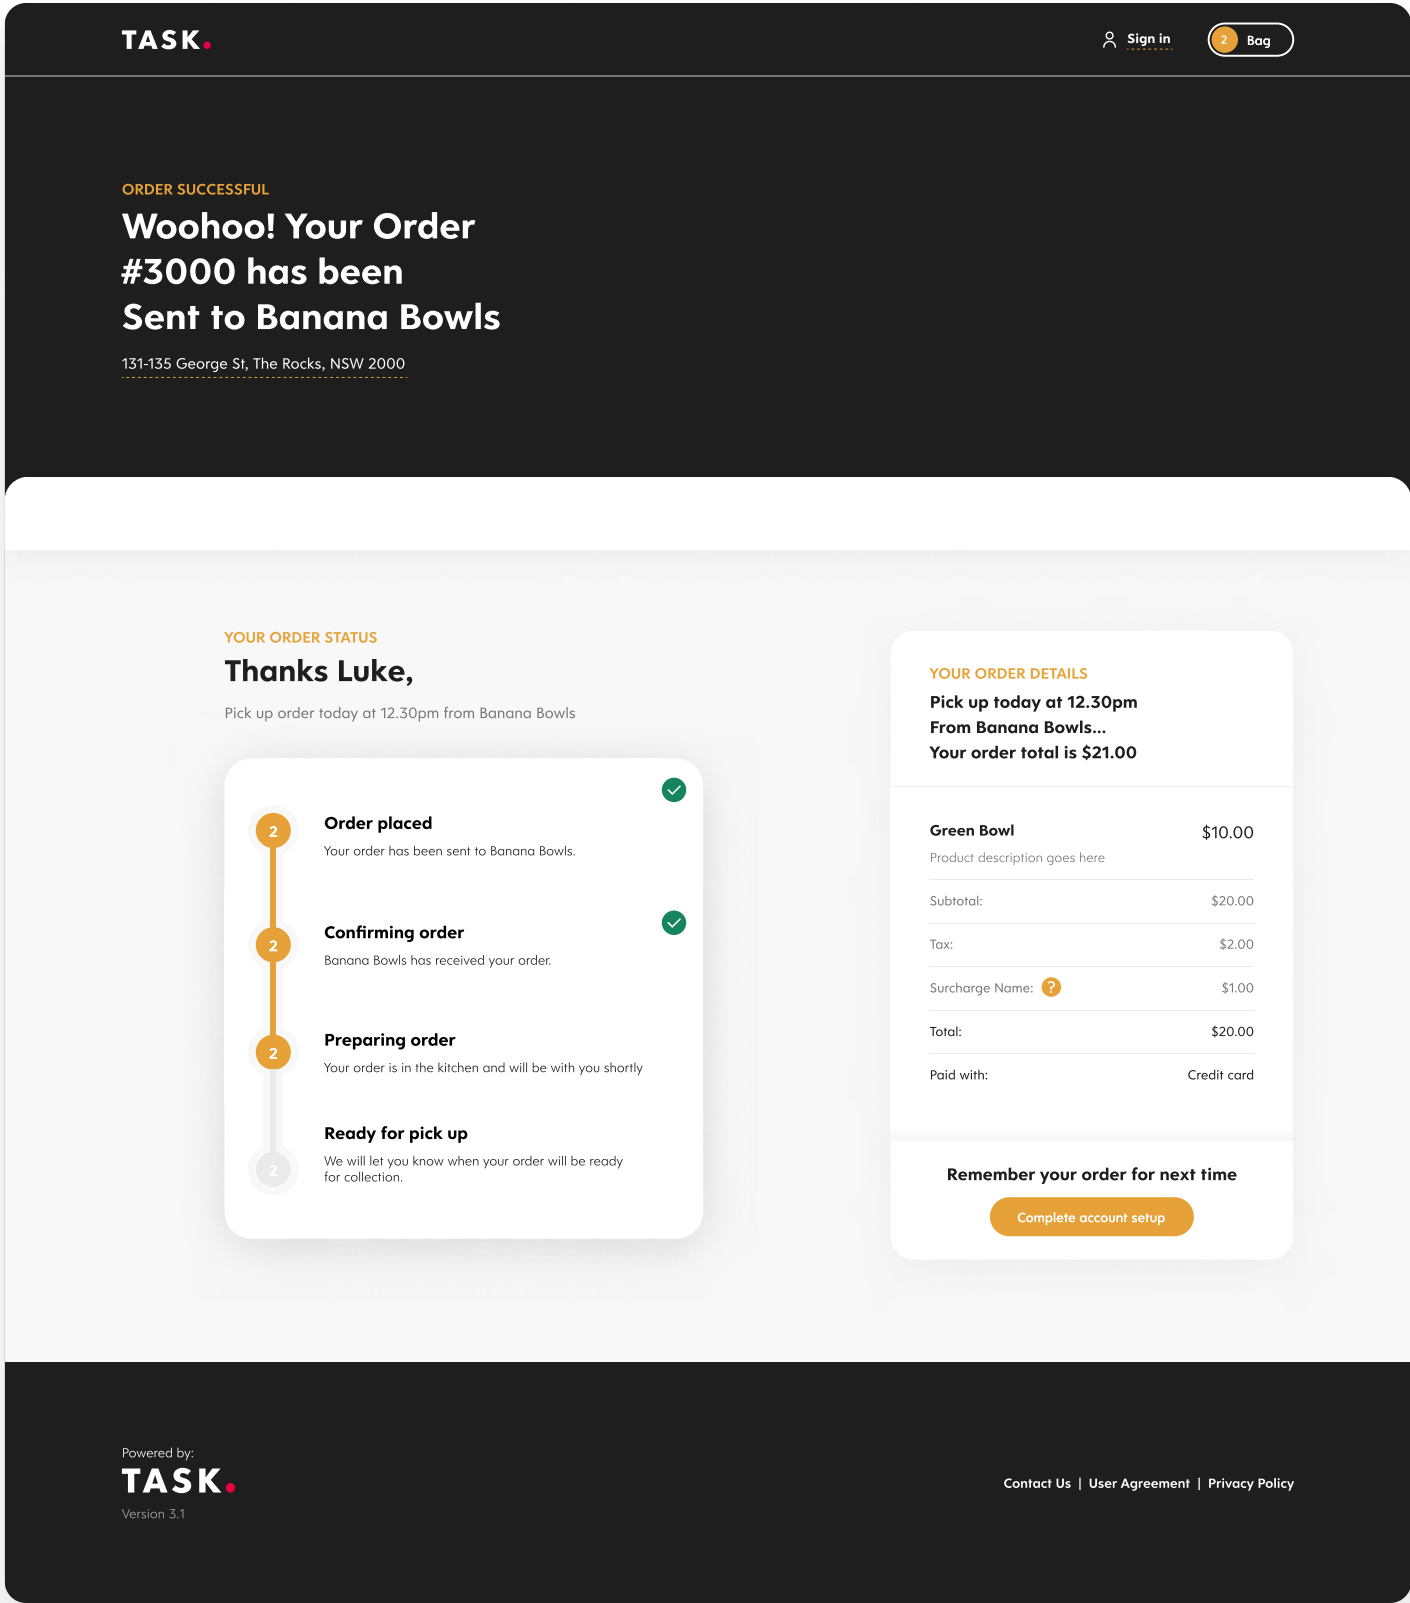 TASK.
Sign in
2 Bag
ORDER SUCCESSFUL
Woohoo! Your Order
#3000 has been
Sent to Banana Bowls
131-135 George St, The Rocks, NSW 2000
YOUR ORDER STATUS
Thanks Luke,
Pick up order today at 12.30pm from Banana Bowls
2
Order placed
Your order has been sent to Banana Bowls.
2
Confirming order
Banana Bowls has received your order.
2
Preparing order
Your order is in the kitchen and will be with you shortly
2
Ready for pick up
We will let you know when your order will be ready
for collection.
YOUR ORDER DETAILS
Pick up today at 12.30pm
From Banana Bowls...
Your order total is $21.00
Green Bowl $10.00
Product description goes here
Subtotal: $20.00
Tax: $2.00
Surcharge Name: ? $1.00
Total: $20.00
Paid with: Credit card
Remember your order for next time
Complete account setup
Powered by:
TASK.
Version 3.1
Contact Us | User Agreement | Privacy Policy